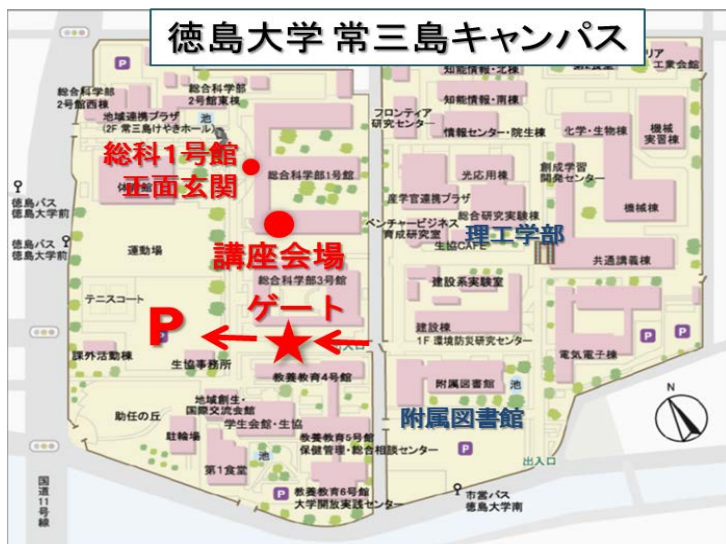 徳島大学 常三島キャンパス
P
総合科学部
2号館西棟
総合科学部
2号館東棟
地域連携プラザ
(2F 常三島けやきホール)
池
総科1号館
正面玄関
総合科学部1号館
講座会場
総合科学部3号館
ゲート
P
出入口
運動場
テニスコート
課外活動棟
生協事務所
教養教育4号館
地域創生・
国際交流会館
学生会館・生協
助任の丘
駐輪場
第1食堂
池
教養教育5号館
保健管理・総合相談センター
教養教育6号館
大学開放実践センター
P
P
徳島バス
徳島大学前
徳島バス
徳島大学前
国道11号線
知能情報・北棟
工業会館
知能情報・南棟
フロンティア
研究センター
情報センター・院生棟
化学・生物棟
機械
実習棟
光応用棟
創成学習
開発センター
産学官連携プラザ
総合研究実験棟
ベンチャービジネス
育成研究室
機械棟
理工学部
生協CAFE
共通講義棟
建設系実験室
建設棟
1F 環境防災研究センター
電気電子棟
P
P
附属図書館
池
附属図書館
P
出入口
市営バス
徳島大学南
N